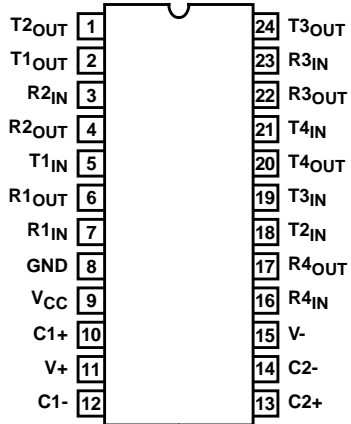 T2OUT 1 24 T3OUT
T1OUT 2 23 R3IN
R2IN 3 22 R3OUT
R2OUT 4 21 T4IN
T1IN 5 20 T4OUT
R1OUT 6 19 T3IN
R1IN 7 18 T2IN
GND 8 17 R4OUT
VCC 9 16 R4IN
C1+ 10 15 V-
V+ 11 14 C2-
C1- 12 13 C2+